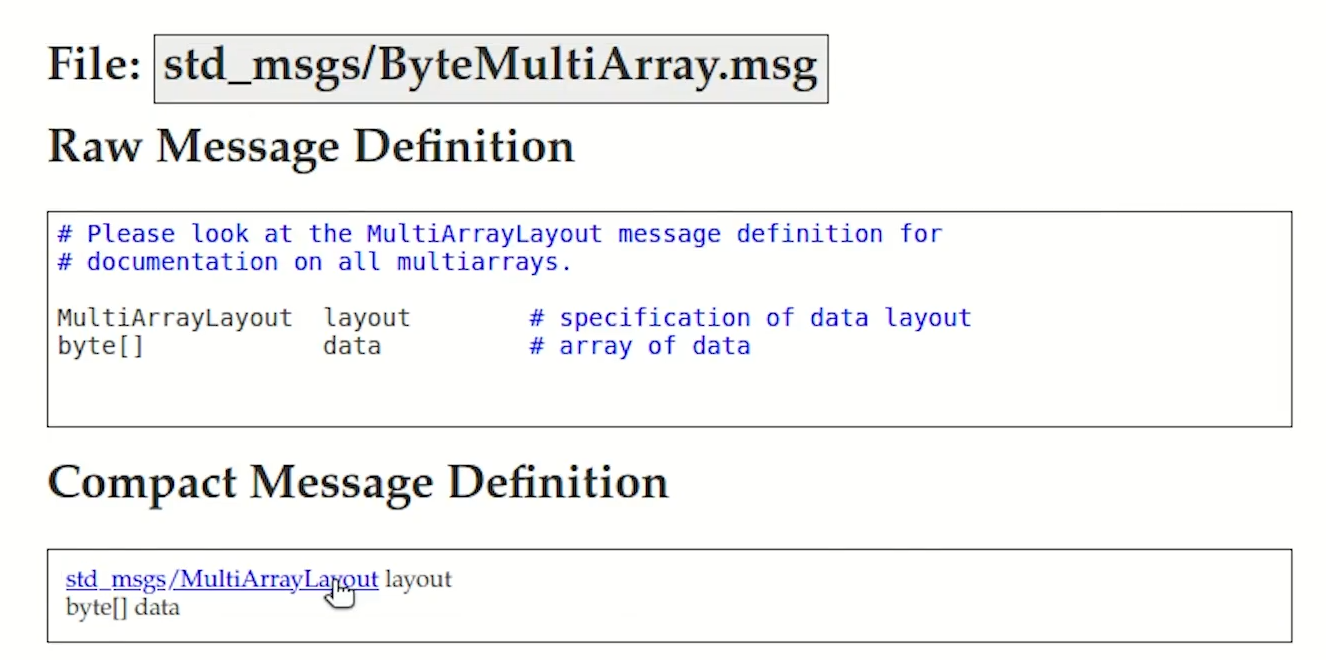 File: std_msgs/ByteMultiArray.msg
Raw Message Definition
# Please look at the MultiArrayLayout message definition for
# documentation on all multiarrays.
MultiArrayLayout  layout        # specification of data layout
byte[]            data          # array of data
Compact Message Definition
std_msgs/MultiArrayLayout layout
byte[] data